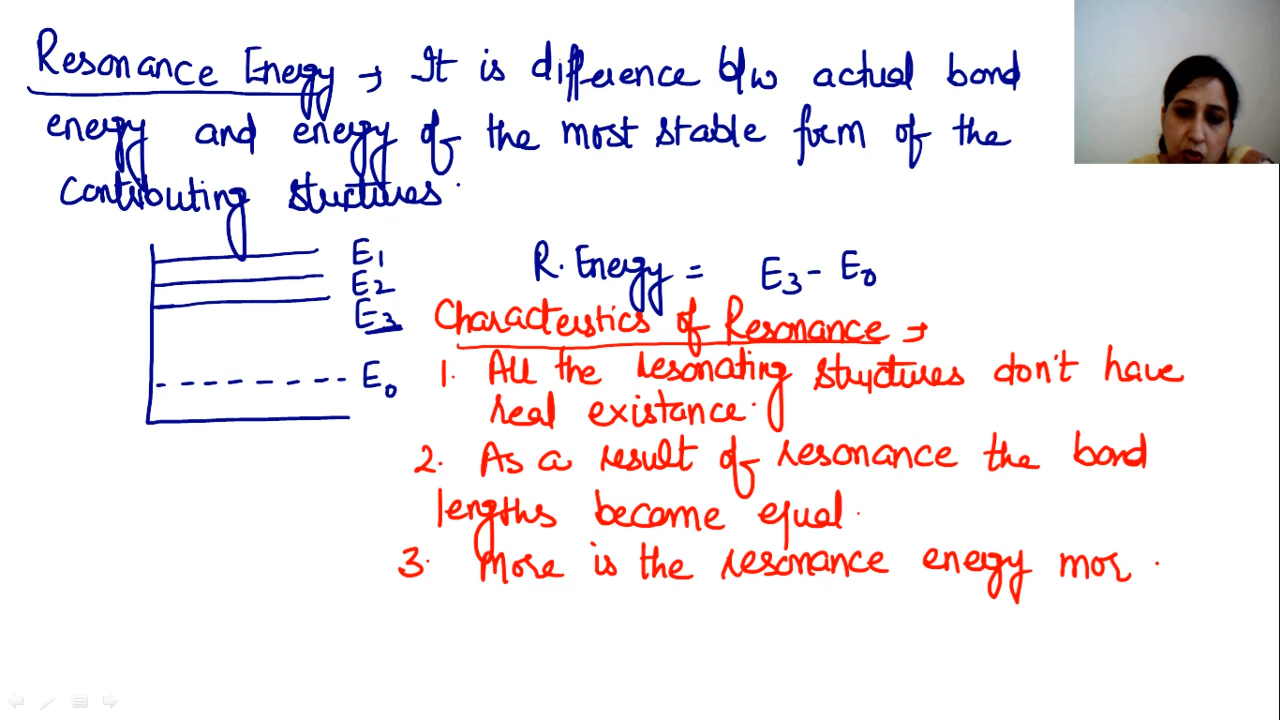 Resonance Energy → It is difference b/w actual bond
energy and energy of the most stable form of the
contributing structures.
E1
E2
E3
E0
R. Energy = E3 - E0
Characteristics of Resonance →
1. All the resonating structures don't have
real existance.
2. As a result of resonance the bond
lengths become equal.
3. More is the resonance energy mor